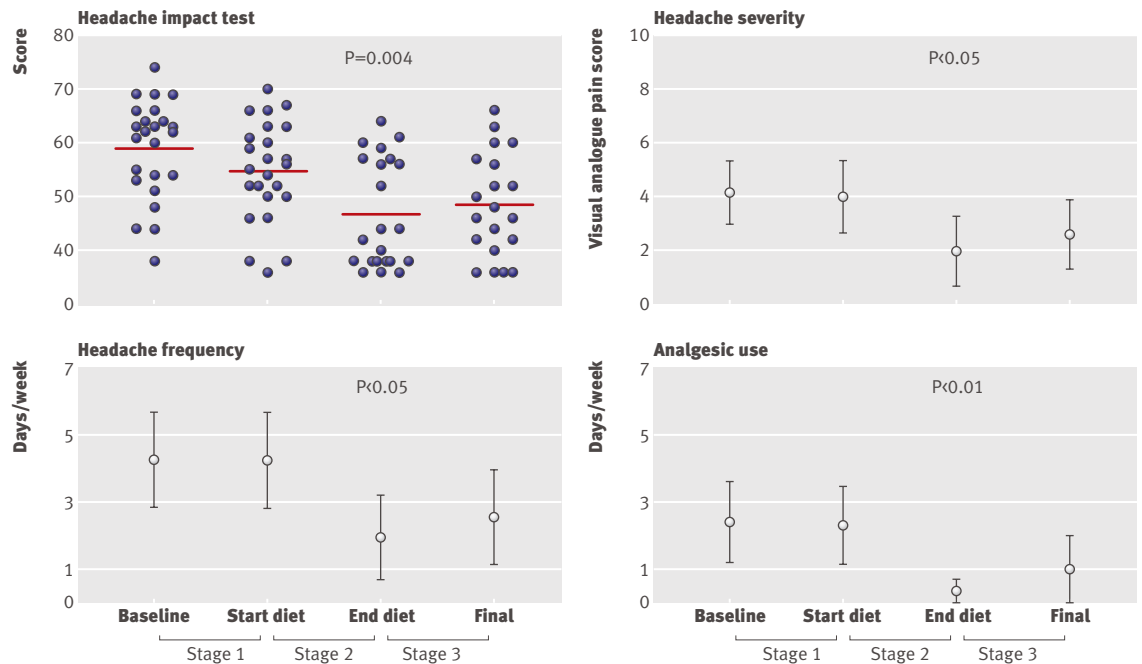 Headache impact test
Score
80
70
60
50
40
0
P=0.004
Headache severity
Visual analogue pain score
10
8
6
4
2
0
P<0.05
Headache frequency
Days/week
7
5
3
1
0
P<0.05
Baseline Start diet End diet Final
Stage 1 Stage 2 Stage 3
Analgesic use
Days/week
7
5
3
1
0
P<0.01
Baseline Start diet End diet Final
Stage 1 Stage 2 Stage 3